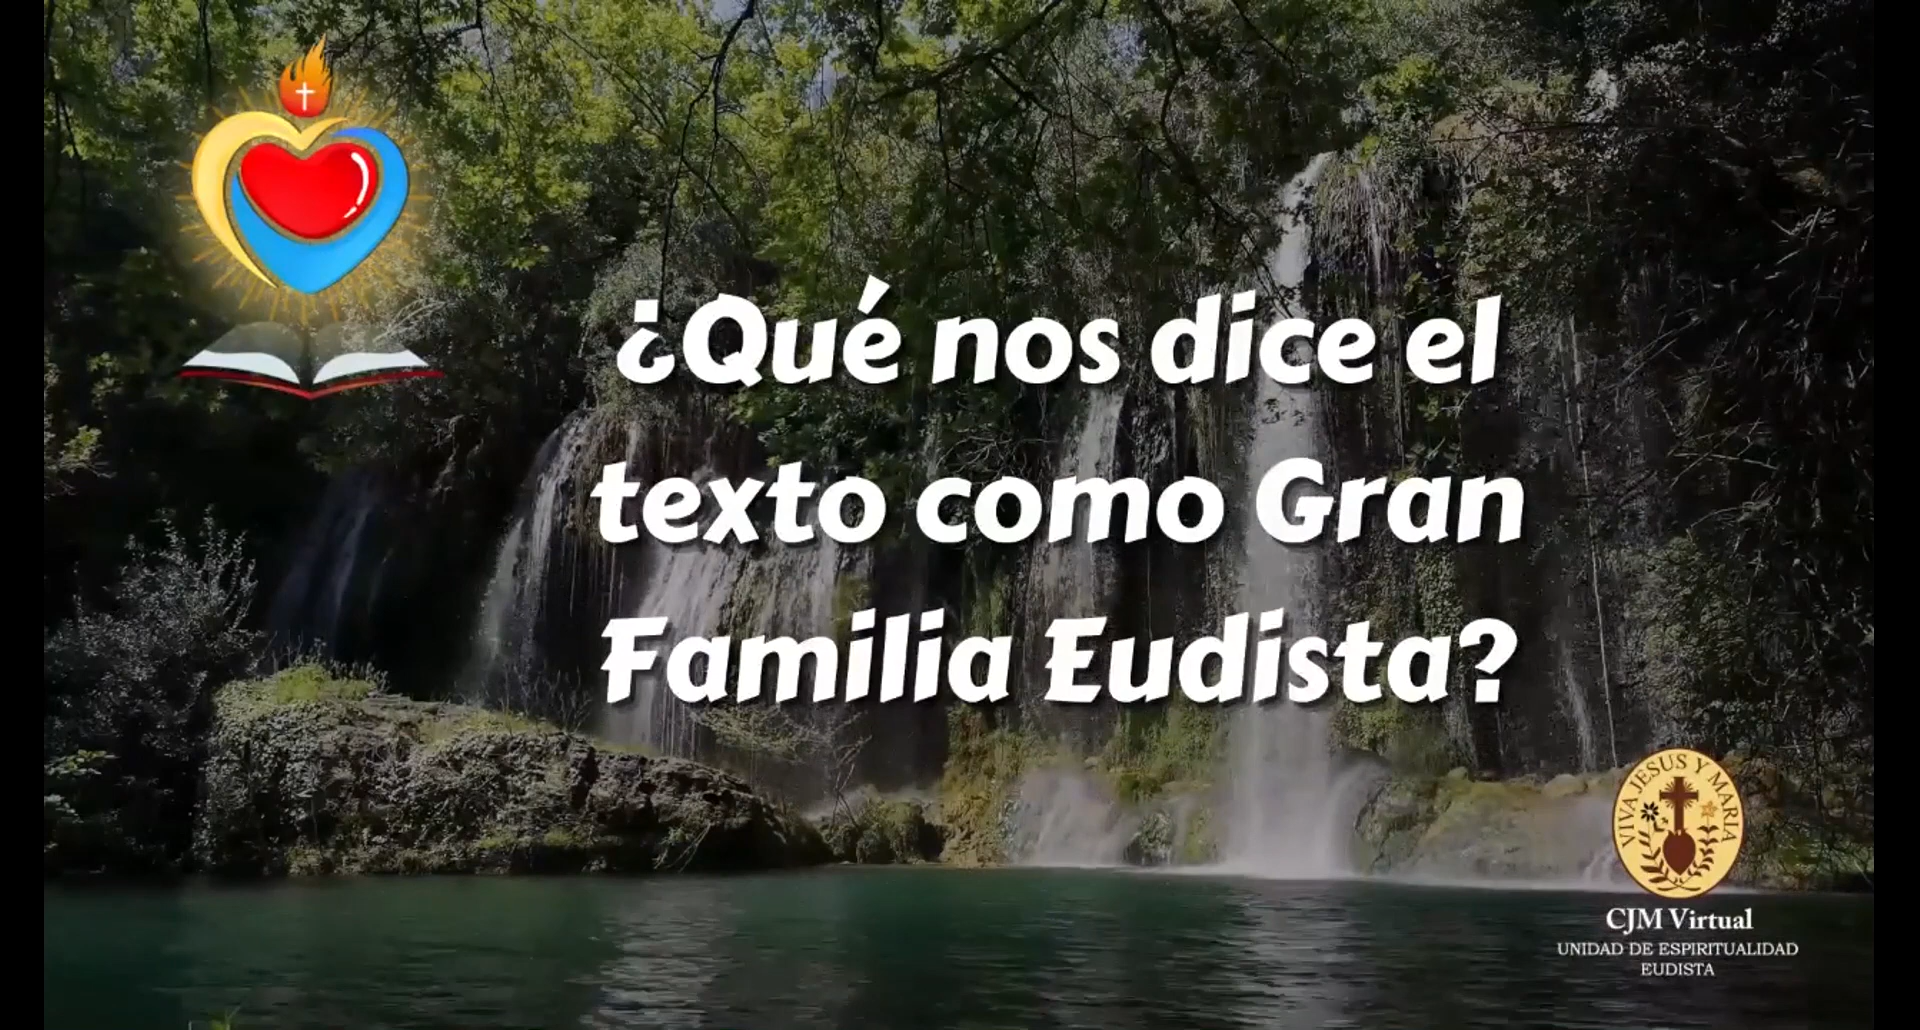 ¿Qué nos dice el
texto como Gran
Familia Eudista?
VIVA JESUS Y MARIA
CJM Virtual
UNIDAD DE ESPIRITUALIDAD
EUDISTA